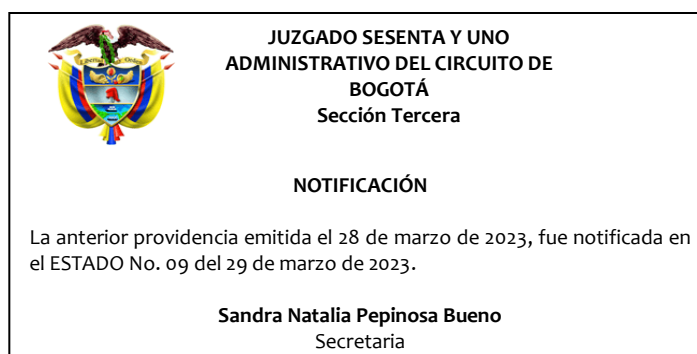 JUZGADO SESENTA Y UNO
ADMINISTRATIVO DEL CIRCUITO DE
BOGOTÁ
Sección Tercera
NOTIFICACIÓN
La anterior providencia emitida el 28 de marzo de 2023, fue notificada en
el ESTADO No. 09 del 29 de marzo de 2023.
Sandra Natalia Pepinosa Bueno
Secretaria